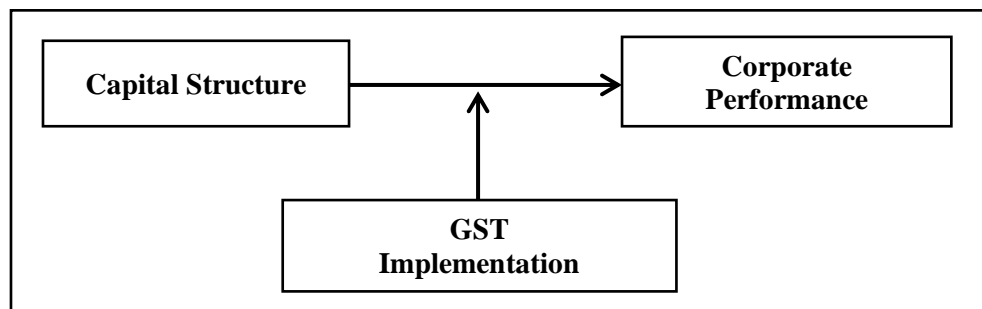 Capital Structure
Corporate
Performance
GST
Implementation